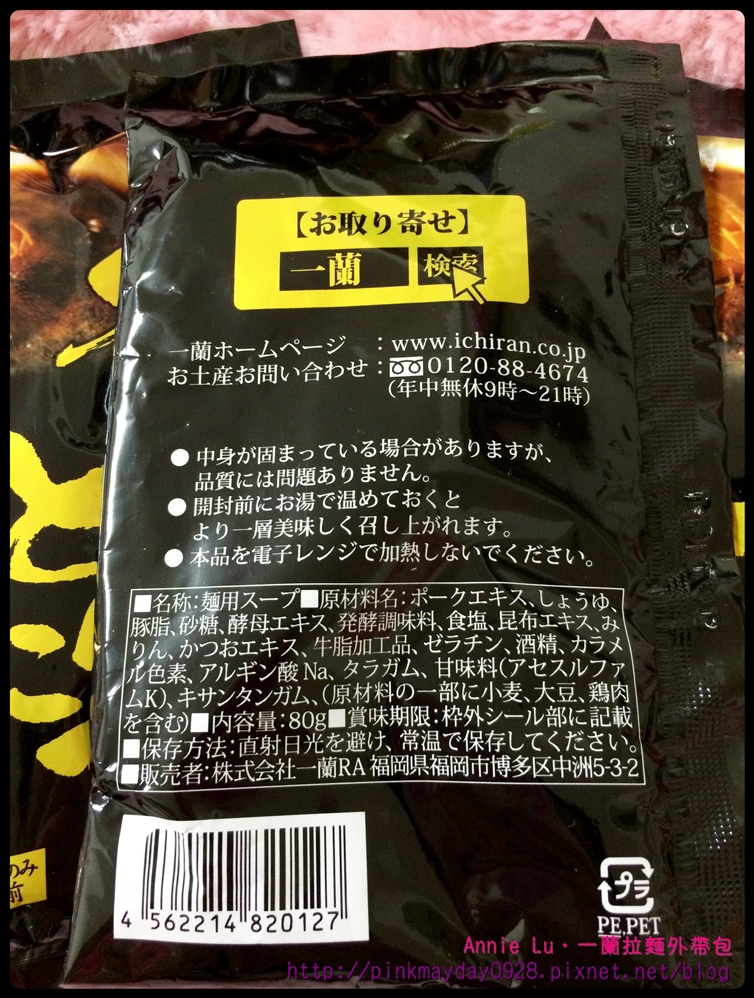 【お取り寄せ】
一蘭 検索
一蘭ホームページ ：www.ichiran.co.jp
お土産お問い合わせ：0120-88-4674
（年中無休9時〜21時）
●中身が固まっている場合がありますが、
品質には問題ありません。
●開封前にお湯で温めておくと
より一層美味しく召し上がれます。
●本品を電子レンジで加熱しないでください。
■名称：麺用スープ■原材料名：ポークエキス、しょうゆ、
豚脂、砂糖、酵母エキス、発酵調味料、食塩、昆布エキス、み
りん、かつおエキス、牛脂加工品、ゼラチン、酒精、カラメ
ル色素、アルギン酸Na、タラガム、甘味料（アセスルファ
ムK）、キサンタンガム、（原材料の一部に小麦、大豆、鶏肉
を含む）■内容量：80g■賞味期限：枠外シール部に記載
■保存方法：直射日光を避け、常温で保存してください。
■販売者：株式会社一蘭RA 福岡県福岡市博多区中洲5-3-2
4 562214 820127
プラ
PE,PET
のみ
前
Annie Lu・一蘭拉麵外帶包
http://pinkmayday0928.pixnet.net/blog